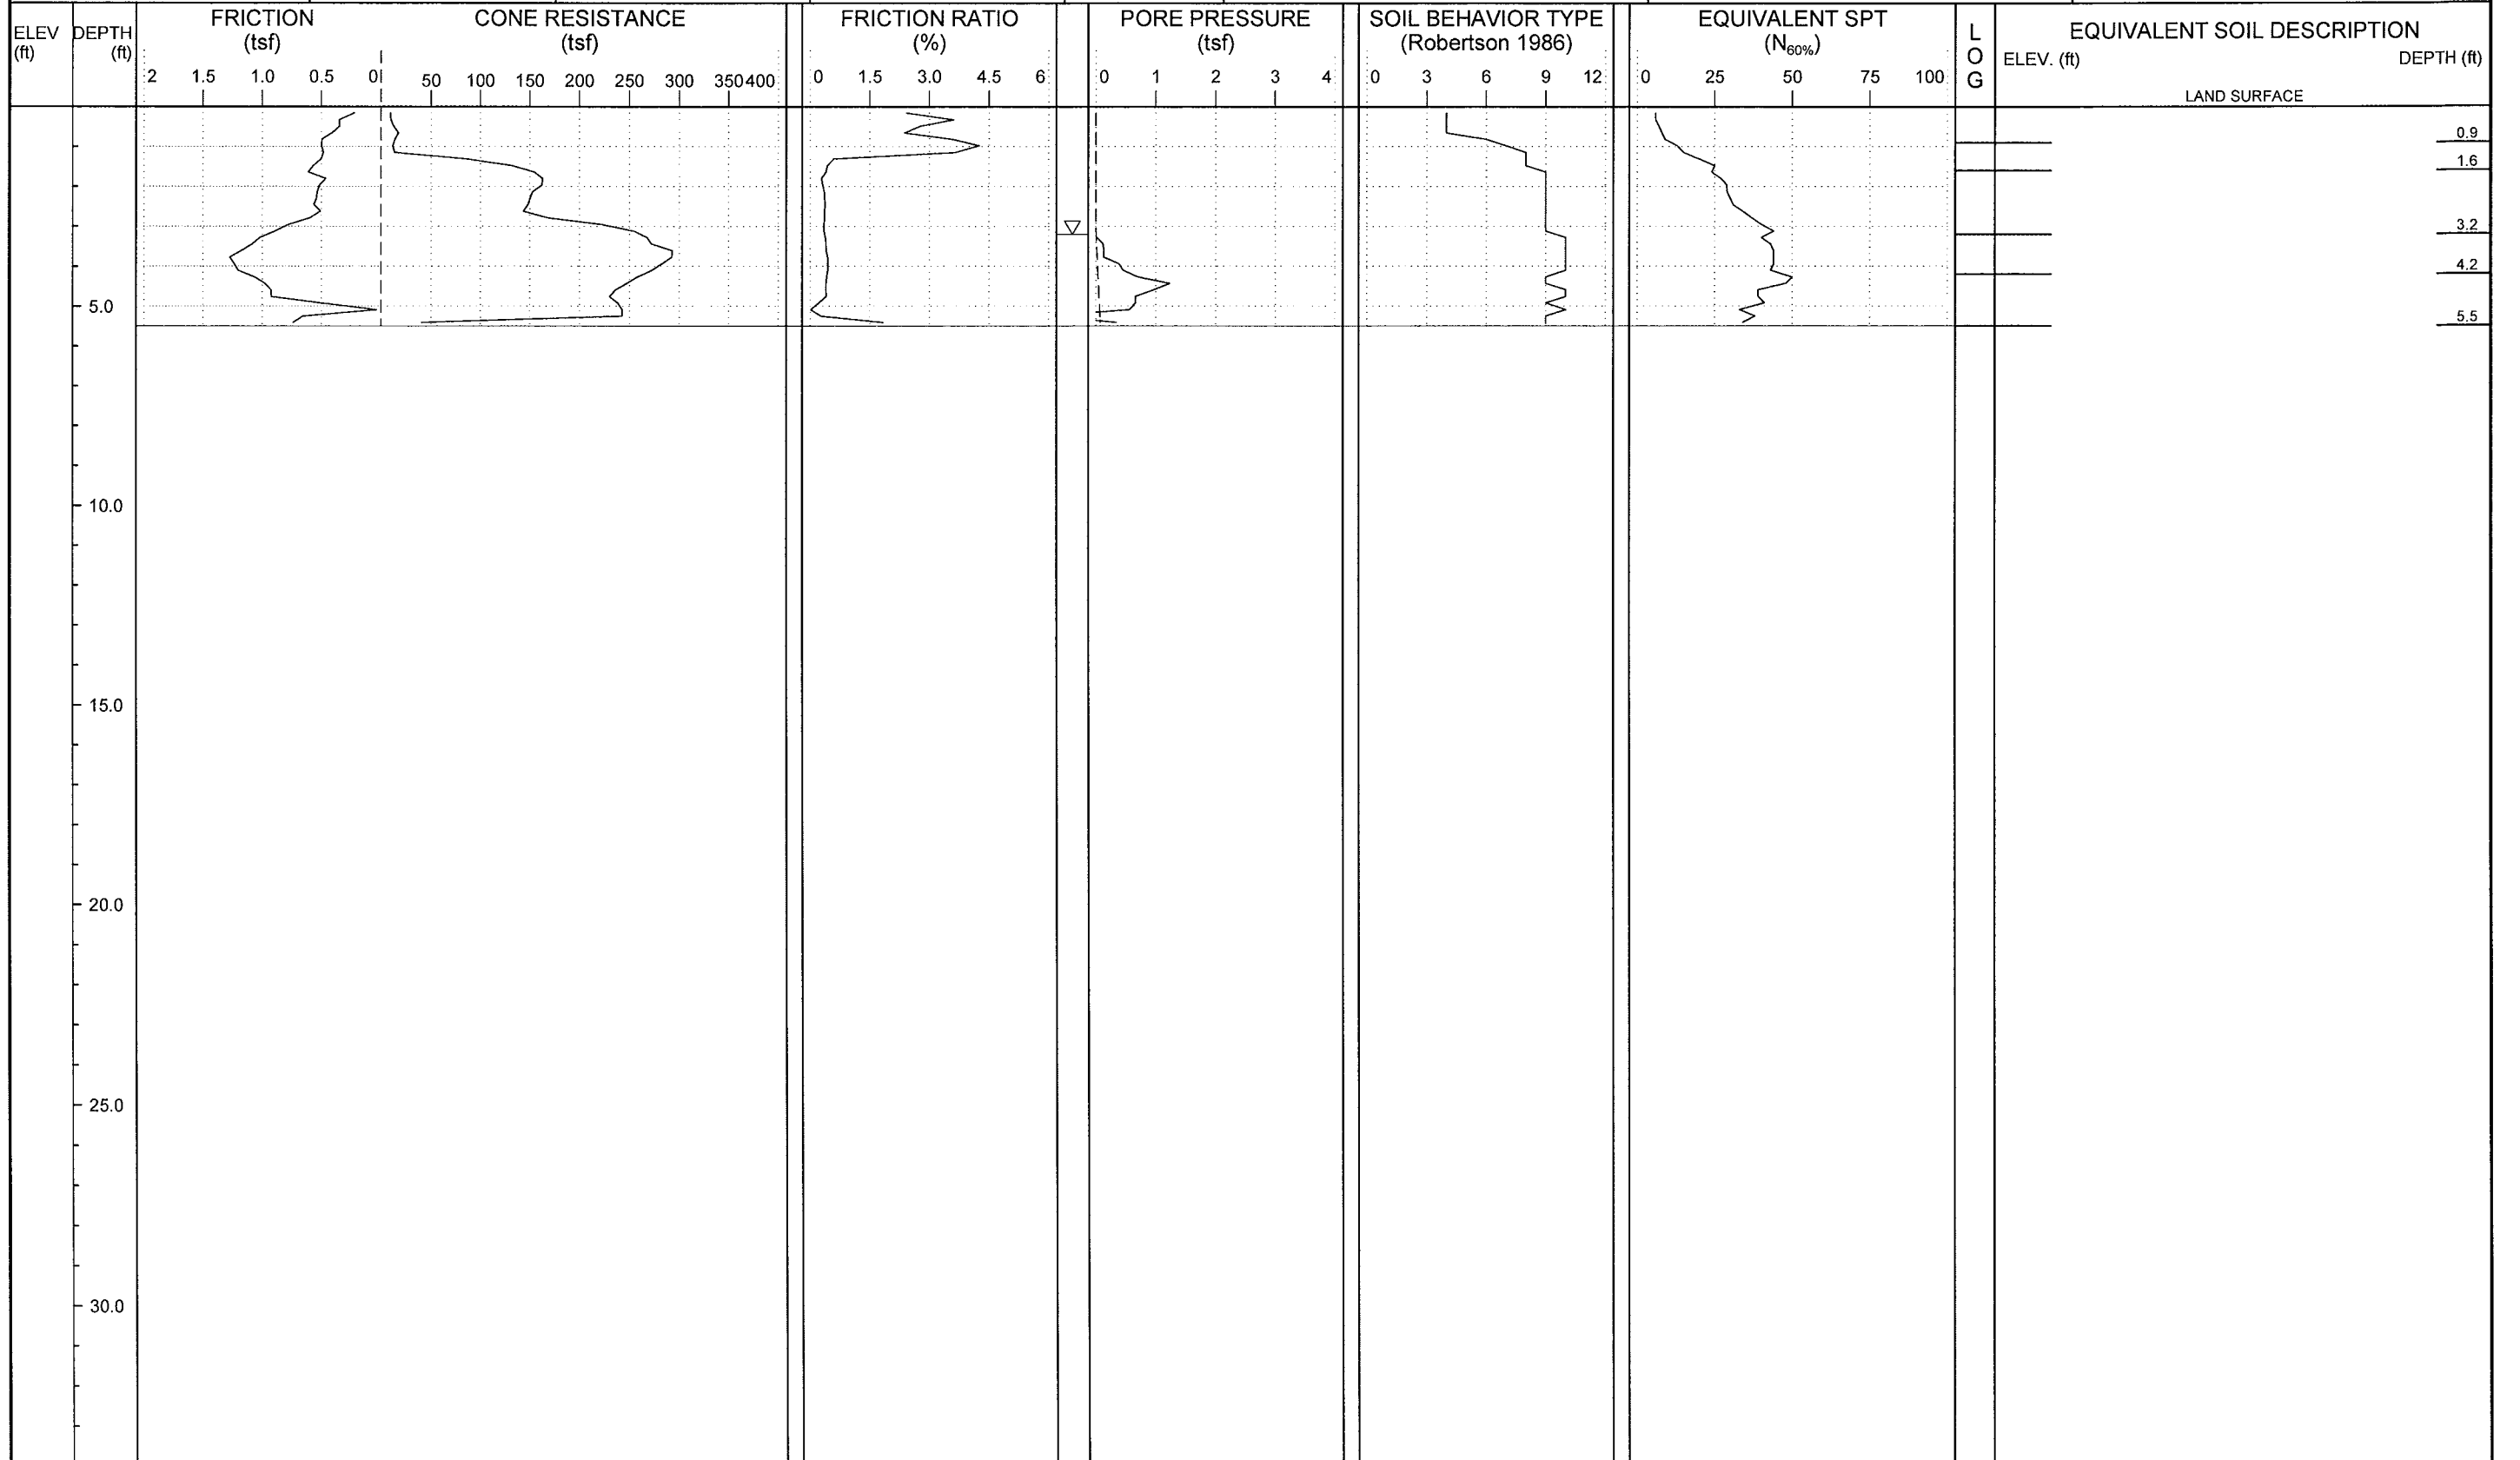 ELEV
(ft)
DEPTH
(ft)
FRICTION
(tsf)
2 1.5 1.0 0.5 0
CONE RESISTANCE
(tsf)
50 100 150 200 250 300 350 400
FRICTION RATIO
(%)
0 1.5 3.0 4.5 6
PORE PRESSURE
(tsf)
0 1 2 3 4
SOIL BEHAVIOR TYPE
(Robertson 1986)
0 3 6 9 12
EQUIVALENT SPT
(N60%)
0 25 50 75 100
L
O
G
EQUIVALENT SOIL DESCRIPTION
ELEV. (ft) DEPTH (ft)
LAND SURFACE
0.9
1.6
3.2
4.2
5.5
5.0
10.0
15.0
20.0
25.0
30.0